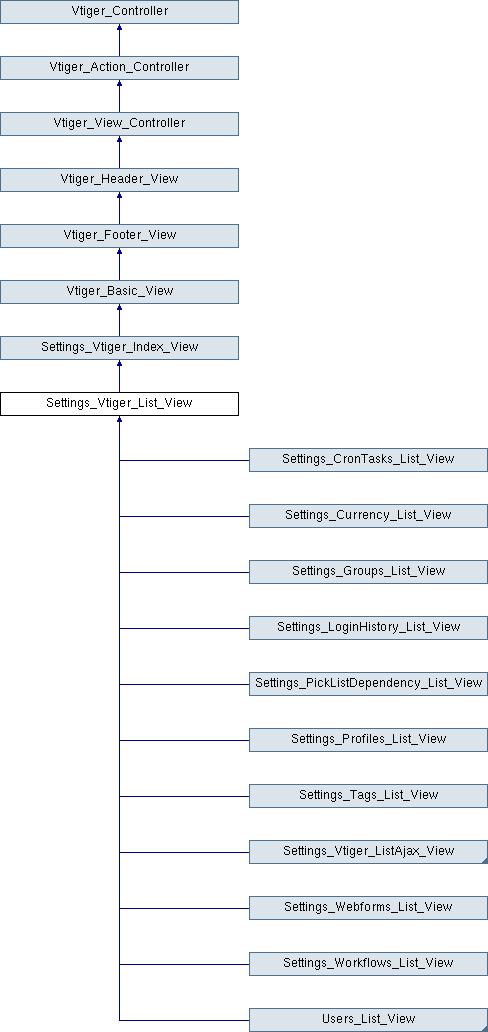 Vtiger_Controller
Vtiger_Action_Controller
Vtiger_View_Controller
Vtiger_Header_View
Vtiger_Footer_View
Vtiger_Basic_View
Settings_Vtiger_Index_View
Settings_Vtiger_List_View
Settings_CronTasks_List_View
Settings_Currency_List_View
Settings_Groups_List_View
Settings_LoginHistory_List_View
Settings_PickListDependency_List_View
Settings_Profiles_List_View
Settings_Tags_List_View
Settings_Vtiger_ListAjax_View
Settings_Webforms_List_View
Settings_Workflows_List_View
Users_List_View